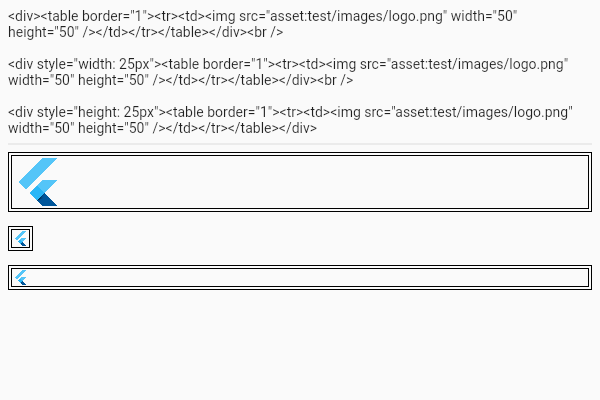 <div><table border="1"><tr><td><img src="asset:test/images/logo.png" width="50"
height="50" /></td></tr></table></div><br />
<div style="width: 25px"><table border="1"><tr><td><img src="asset:test/images/logo.png"
width="50" height="50" /></td></tr></table></div><br />
<div style="height: 25px"><table border="1"><tr><td><img src="asset:test/images/logo.png"
width="50" height="50" /></td></tr></table></div>